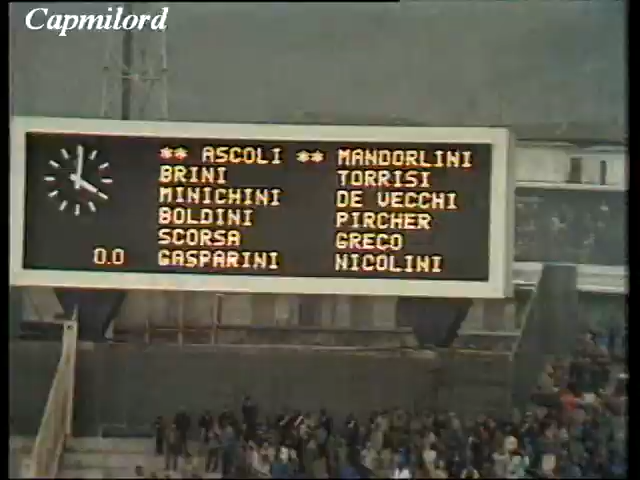 Capmilord
** ASCOLI ** MANDORLINI
BRINI TORRISI
MINICHINI DE VECCHI
BOLDINI PIRCHER
SCORSA GRECO
0.0 GASPARINI NICOLINI